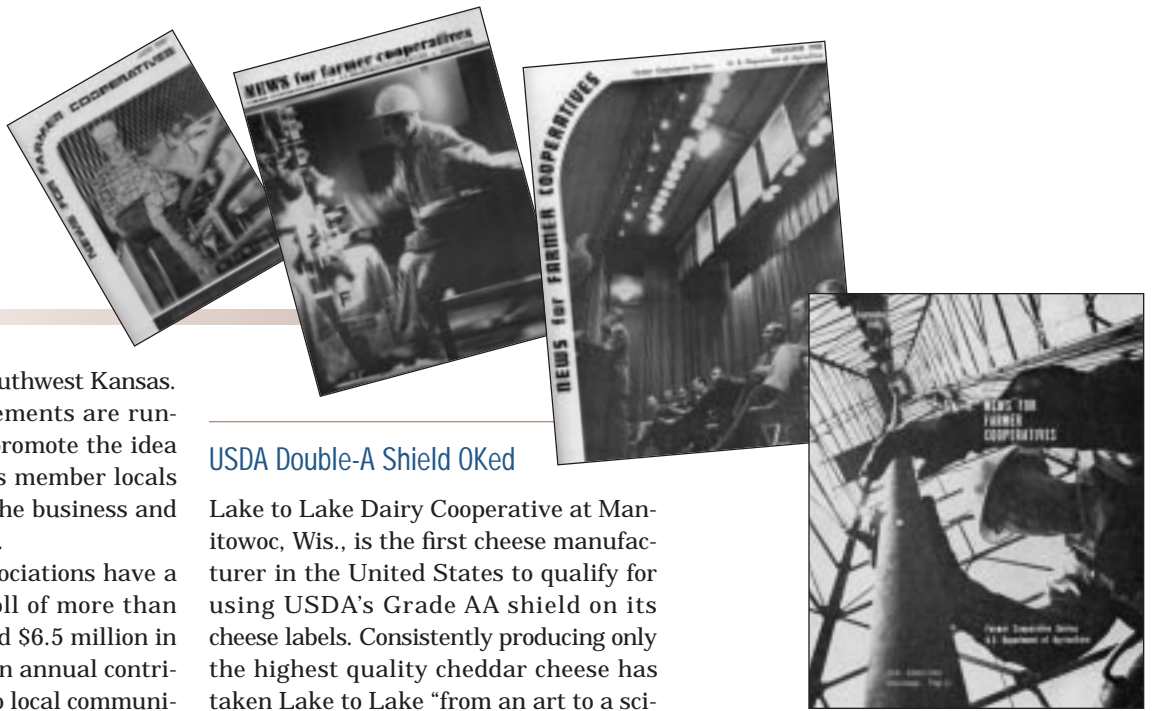 NEWS FOR FARMER COOPERATIVES
NEWS for farmer cooperatives
NEWS for FARMER COOPERATIVES
Farmer Cooperative Service
U. S. Department of Agriculture
NEWS FOR
FARMER
COOPERATIVES
Farmer Cooperative Service
U.S. Department of Agriculture
uthwest Kansas.
ements are run-
romote the idea
s member locals
he business and
.
ociations have a
oll of more than
d $6.5 million in
n annual contri-
o local communi-
USDA Double-A Shield OKed
Lake to Lake Dairy Cooperative at Man-
itowoc, Wis., is the first cheese manufac-
turer in the United States to qualify for
using USDA's Grade AA shield on its
cheese labels. Consistently producing only
the highest quality cheddar cheese has
taken Lake to Lake “from an art to a sci-